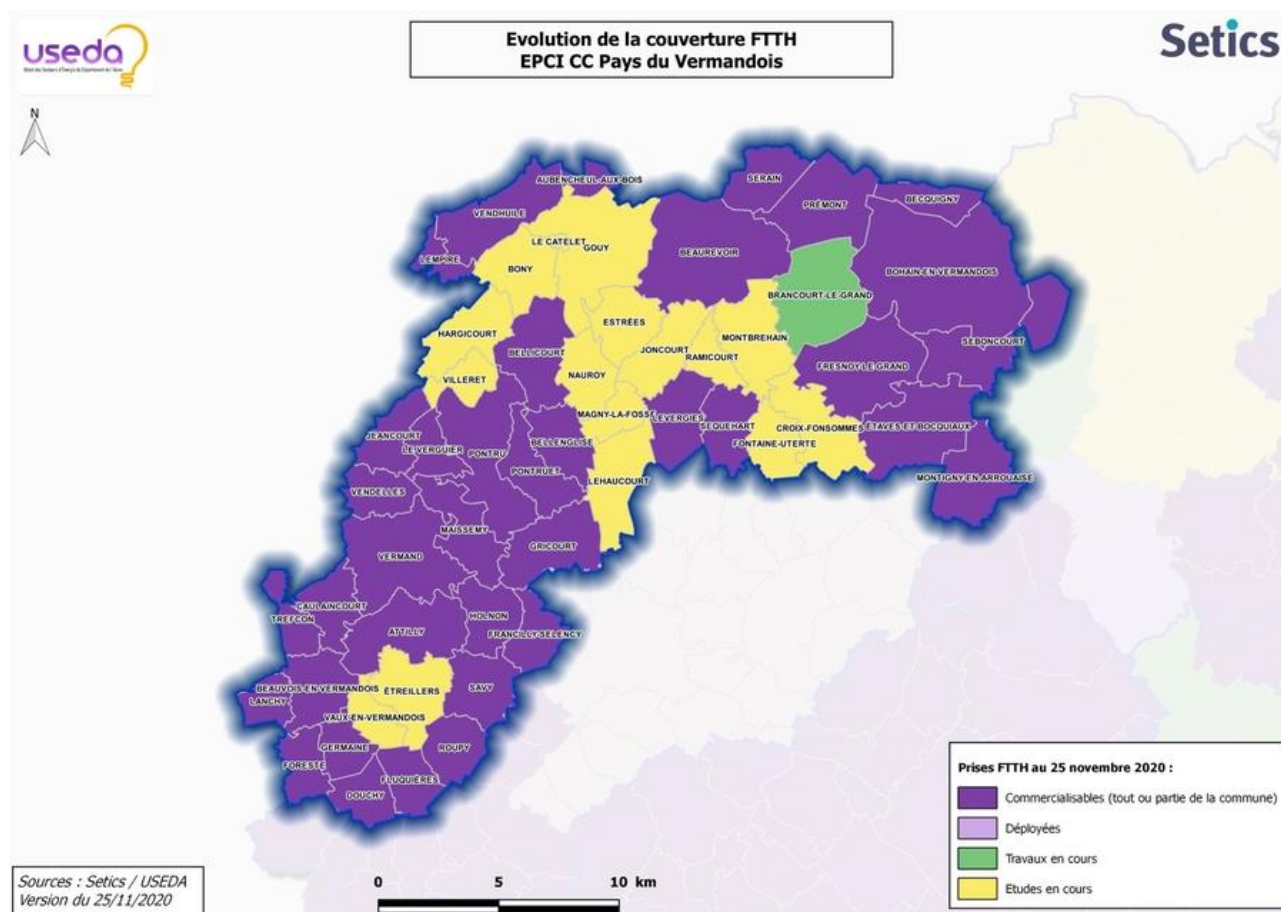 useda
Evolution de la couverture FTTH
EPCI CC Pays du Vermandois
Setics
N
AUBENCHEUL-AUX-BOIS
SERAIN
VENDHUILE
PRÉMONT
BECQUIGNY
LE CATELET
GOUY
LEMPIRE
BONY
BEAUREVOIR
BOHAIN-EN-VERMANDOIS
BRANCOURT-LE-GRAND
HARGICOURT
ESTRÉES
MONTBREHAIN
SEBONCOURT
BELLICOURT
JONCOURT
RAMICOURT
FRESNOY-LE-GRAND
VILLERET
NAUROY
MAGNY-LA-FOSSE
LEVERGIES
SEQUEHART
CROIX-FONSOMMES
ETAVES-ET-BOCQUIAUX
JEANCOURT
LE VERGUIER
PONTRU
BELLENGLISE
FONTAINE-UTERTE
PONTRUET
LEHAUCOURT
MONTIGNY-EN-ARROUAISE
VENDELLES
MAISSEMY
VERMAND
GRICOURT
CAULAINCOURT
TREFCON
HOLNON
ATTILLY
FRANCILLY-SELENCY
BEAUVOIS-EN-VERMANDOIS
ÉTREILLERS
SAVY
LANCHY
VAUX-EN-VERMANDOIS
GERMAINE
ROUPY
FORESTE
FLUQUIÈRES
DOUCHY
Prises FTTH au 25 novembre 2020 :
Commercialisables (tout ou partie de la commune)
Déployées
Travaux en cours
Etudes en cours
Sources : Setics / USEDA
Version du 25/11/2020
0 5 10 km